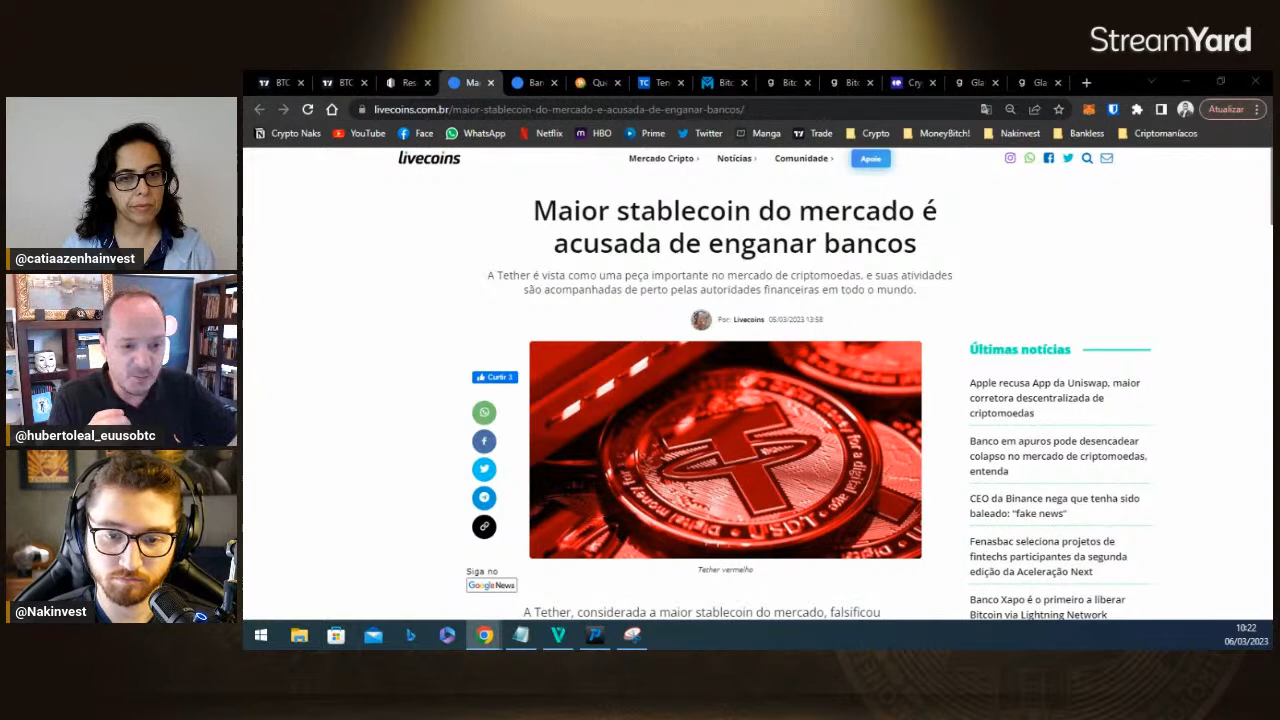 StreamYard
BTC
BTC
Res
Ma
Ban
Que
Ten
Bitc
Bitc
Bitc
Cry
Gla
Gla
livecoins.com.br/maior-stablecoin-do-mercado-e-acusada-de-enganar-bancos/
Atualizar
Crypto Naks
YouTube
Face
WhatsApp
Netflix
HBO
Prime
Twitter
Manga
Trade
Crypto
MoneyBitch!
Nakinvest
Bankless
Criptomaníacos
livecoins
Mercado Cripto
Notícias
Comunidade
Apoie
Maior stablecoin do mercado é
acusada de enganar bancos
A Tether é vista como uma peça importante no mercado de criptomoedas, e suas atividades
são acompanhadas de perto pelas autoridades financeiras em todo o mundo.
Por: Livecoins 05/03/2023 13:58
Curtir 3
Siga no
Google News
Tether vermelho
A Tether, considerada a maior stablecoin do mercado, falsificou
Últimas notícias
Apple recusa App da Uniswap, maior
corretora descentralizada de
criptomoedas
Banco em apuros pode desencadear
colapso no mercado de criptomoedas,
entenda
CEO da Binance nega que tenha sido
baleado: "fake news"
Fenasbac seleciona projetos de
fintechs participantes da segunda
edição da Aceleração Next
Banco Xapo é o primeiro a liberar
Bitcoin via Lightning Network
@catiaazenhainvest
@hubertoleal_euusobtc
@Nakinvest
10:22
06/03/2023